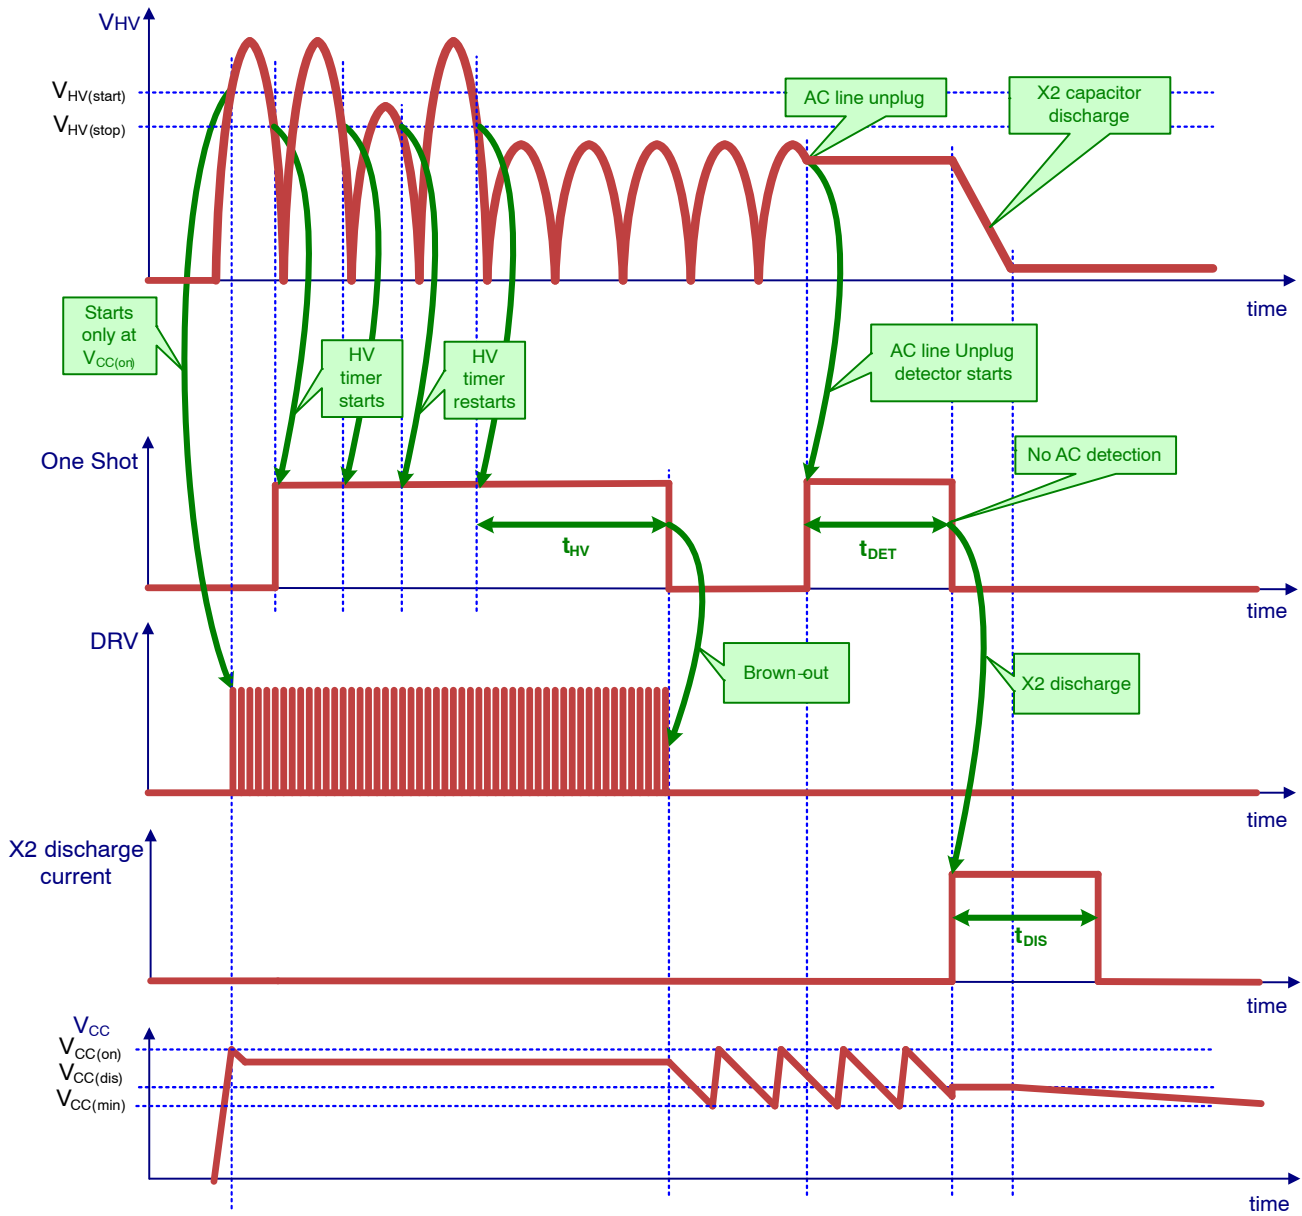 VHV
VHV(start)
VHV(stop)
AC line unplug
X2 capacitor
discharge
time
Starts
only at
VCC(on)
HV
timer
starts
HV
timer
restarts
AC line Unplug
detector starts
One Shot
No AC detection
tHV
tDET
time
DRV
Brown-out
X2 discharge
time
X2 discharge
current
tDIS
time
VCC
VCC(on)
VCC(dis)
VCC(min)
time